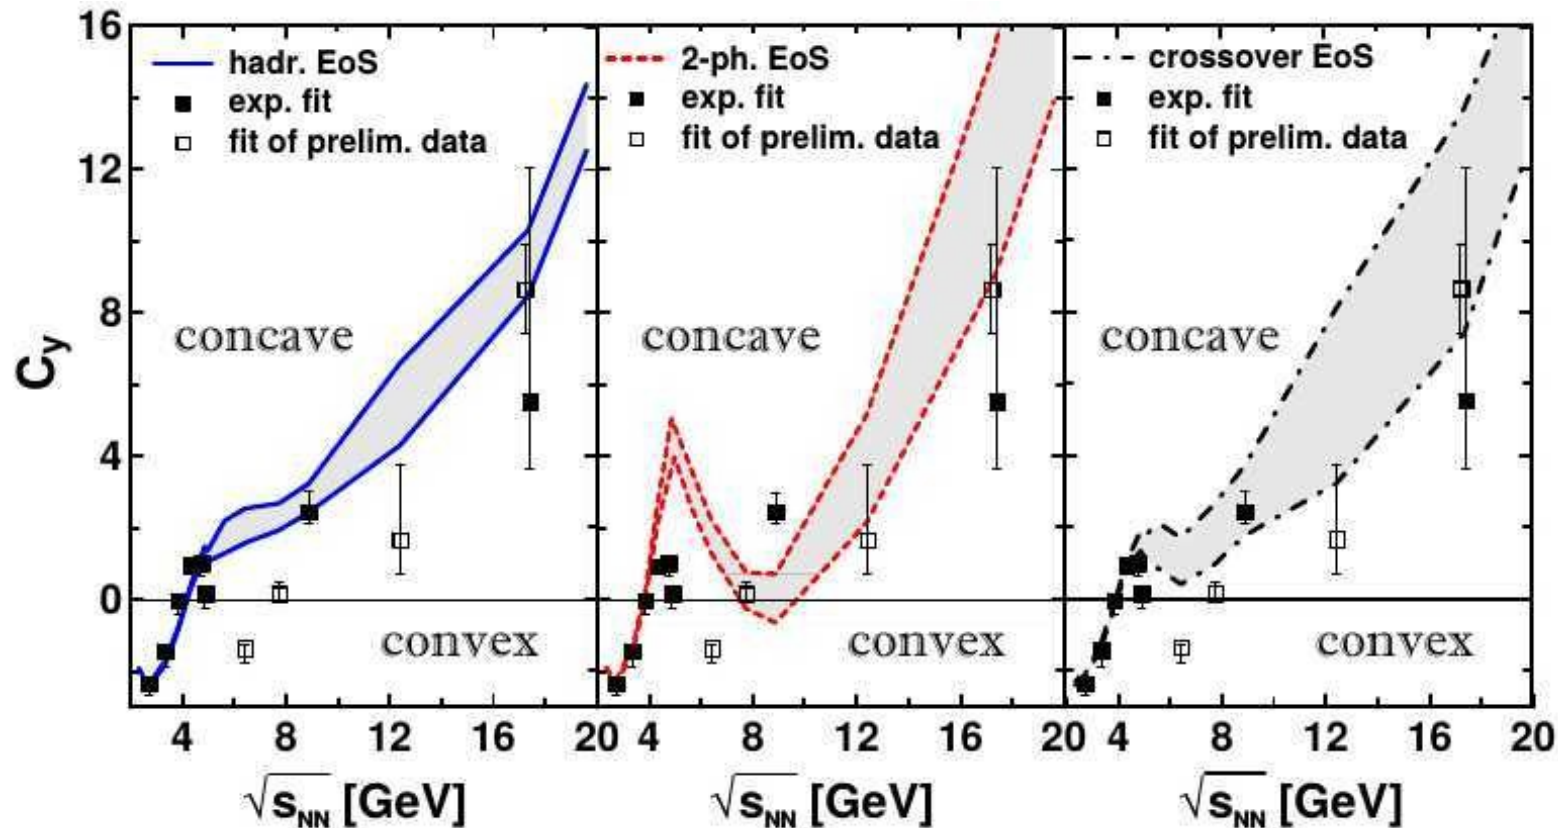 16
12
8
4
0
C_y
hadr. EoS
exp. fit
fit of prelim. data
concave
convex
2-ph. EoS
exp. fit
fit of prelim. data
concave
convex
crossover EoS
exp. fit
fit of prelim. data
concave
convex
4 8 12 16 20 4 8 12 16 20 4 8 12 16 20
√s_NN [GeV] √s_NN [GeV] √s_NN [GeV]